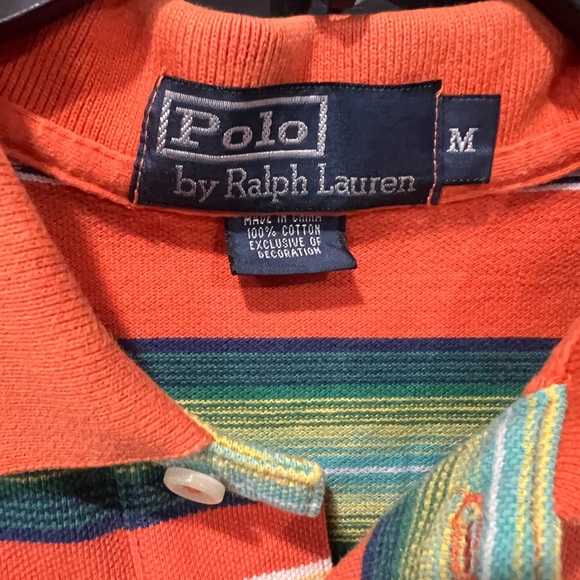 Polo
by Ralph Lauren
M
MADE IN CHINA
100% COTTON
EXCLUSIVE OF
DECORATION